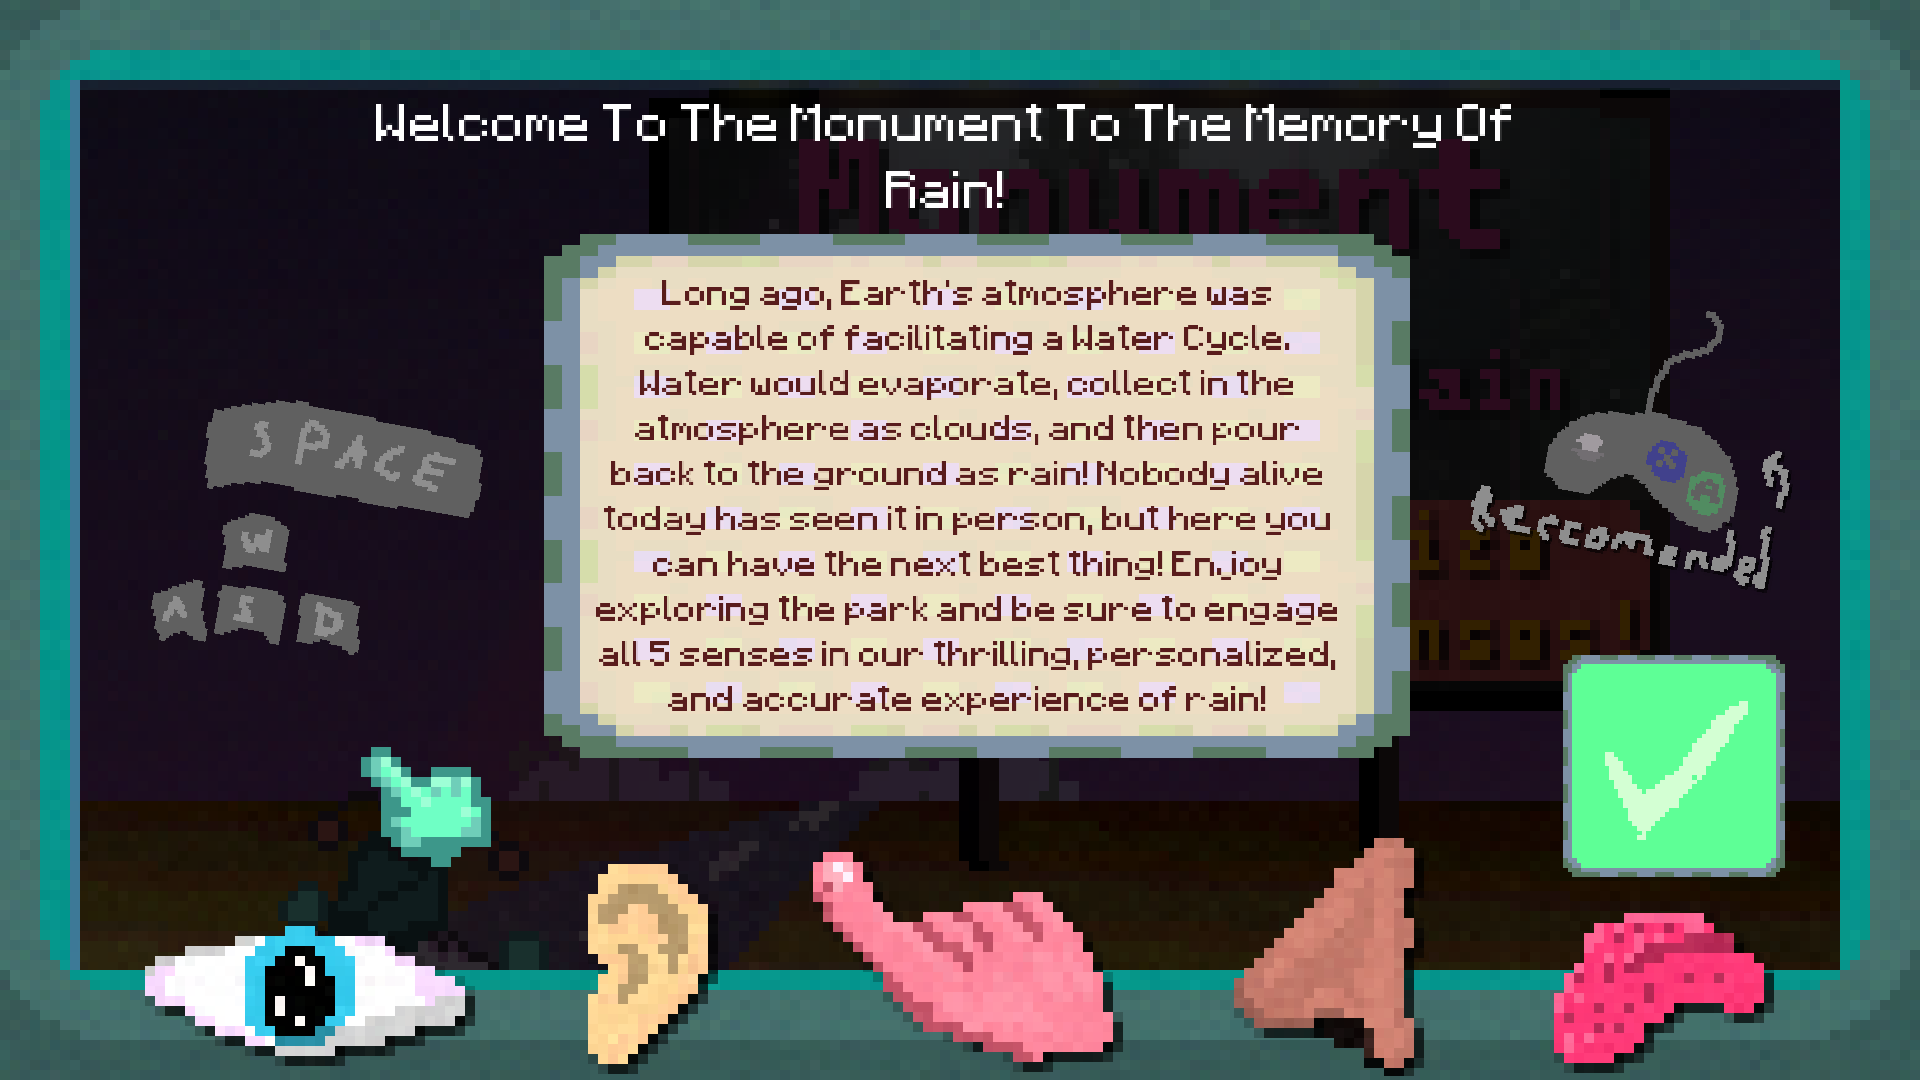 Welcome To The Monument To The Memory Of
Rain!
Monument
Long ago, Earth's atmosphere was
capable of facilitating a Water Cycle.
Water would evaporate, collect in the
atmosphere as clouds, and then pour
back to the ground as rain! Nobody alive
today has seen it in person, but here you
can have the next best thing! Enjoy
exploring the park and be sure to engage
all 5 senses in our thrilling, personalized,
and accurate experience of rain!
SPACE
W
A S D
X
A
Reccomended